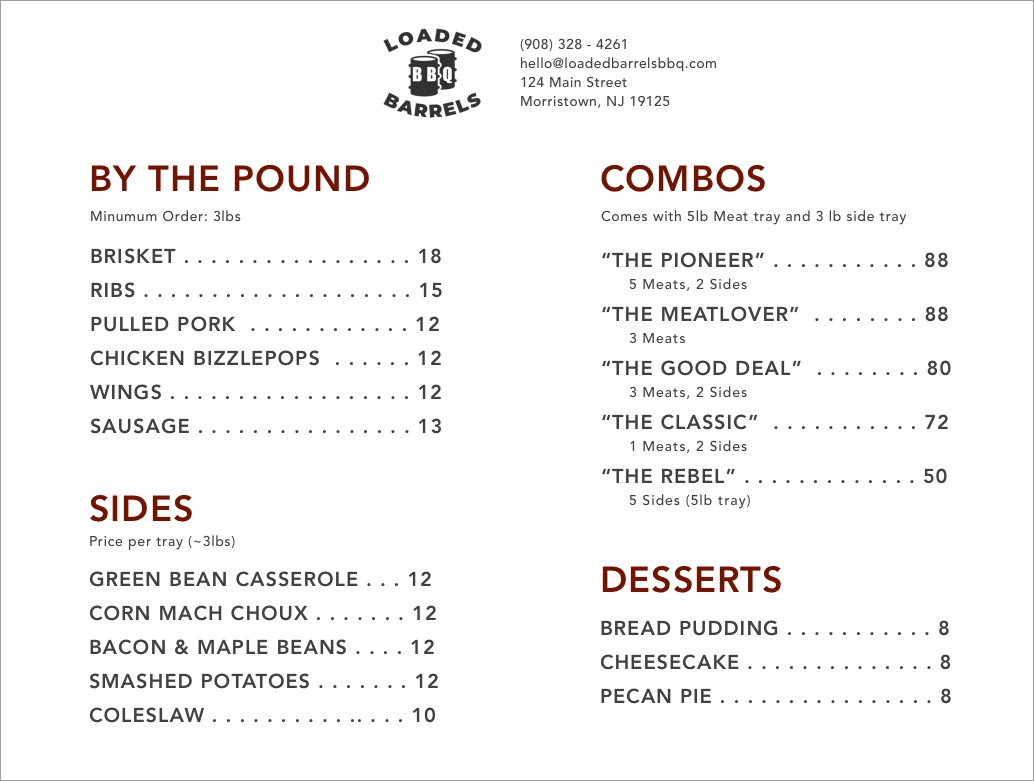 LOADED
BBQ
BARRELS
(908) 328 - 4261
hello@loadedbarrelsbbq.com
124 Main Street
Morristown, NJ 19125
BY THE POUND
Minumum Order: 3lbs
BRISKET . . . . . . . . . . . . . . . . . 18
RIBS . . . . . . . . . . . . . . . . . . . . 15
PULLED PORK . . . . . . . . . . . . 12
CHICKEN BIZZLEPOPS . . . . . . 12
WINGS . . . . . . . . . . . . . . . . . . 12
SAUSAGE . . . . . . . . . . . . . . . . 13
SIDES
Price per tray (~3lbs)
GREEN BEAN CASSEROLE . . . 12
CORN MACH CHOUX . . . . . . . 12
BACON & MAPLE BEANS . . . . 12
SMASHED POTATOES . . . . . . . 12
COLESLAW . . . . . . . . . . . .. . . . 10
COMBOS
Comes with 5lb Meat tray and 3 lb side tray
“THE PIONEER” . . . . . . . . . . . 88
5 Meats, 2 Sides
“THE MEATLOVER” . . . . . . . . 88
3 Meats
“THE GOOD DEAL” . . . . . . . . 80
3 Meats, 2 Sides
“THE CLASSIC” . . . . . . . . . . . 72
1 Meats, 2 Sides
“THE REBEL” . . . . . . . . . . . . . 50
5 Sides (5lb tray)
DESSERTS
BREAD PUDDING . . . . . . . . . . . 8
CHEESECAKE . . . . . . . . . . . . . . 8
PECAN PIE . . . . . . . . . . . . . . . . 8